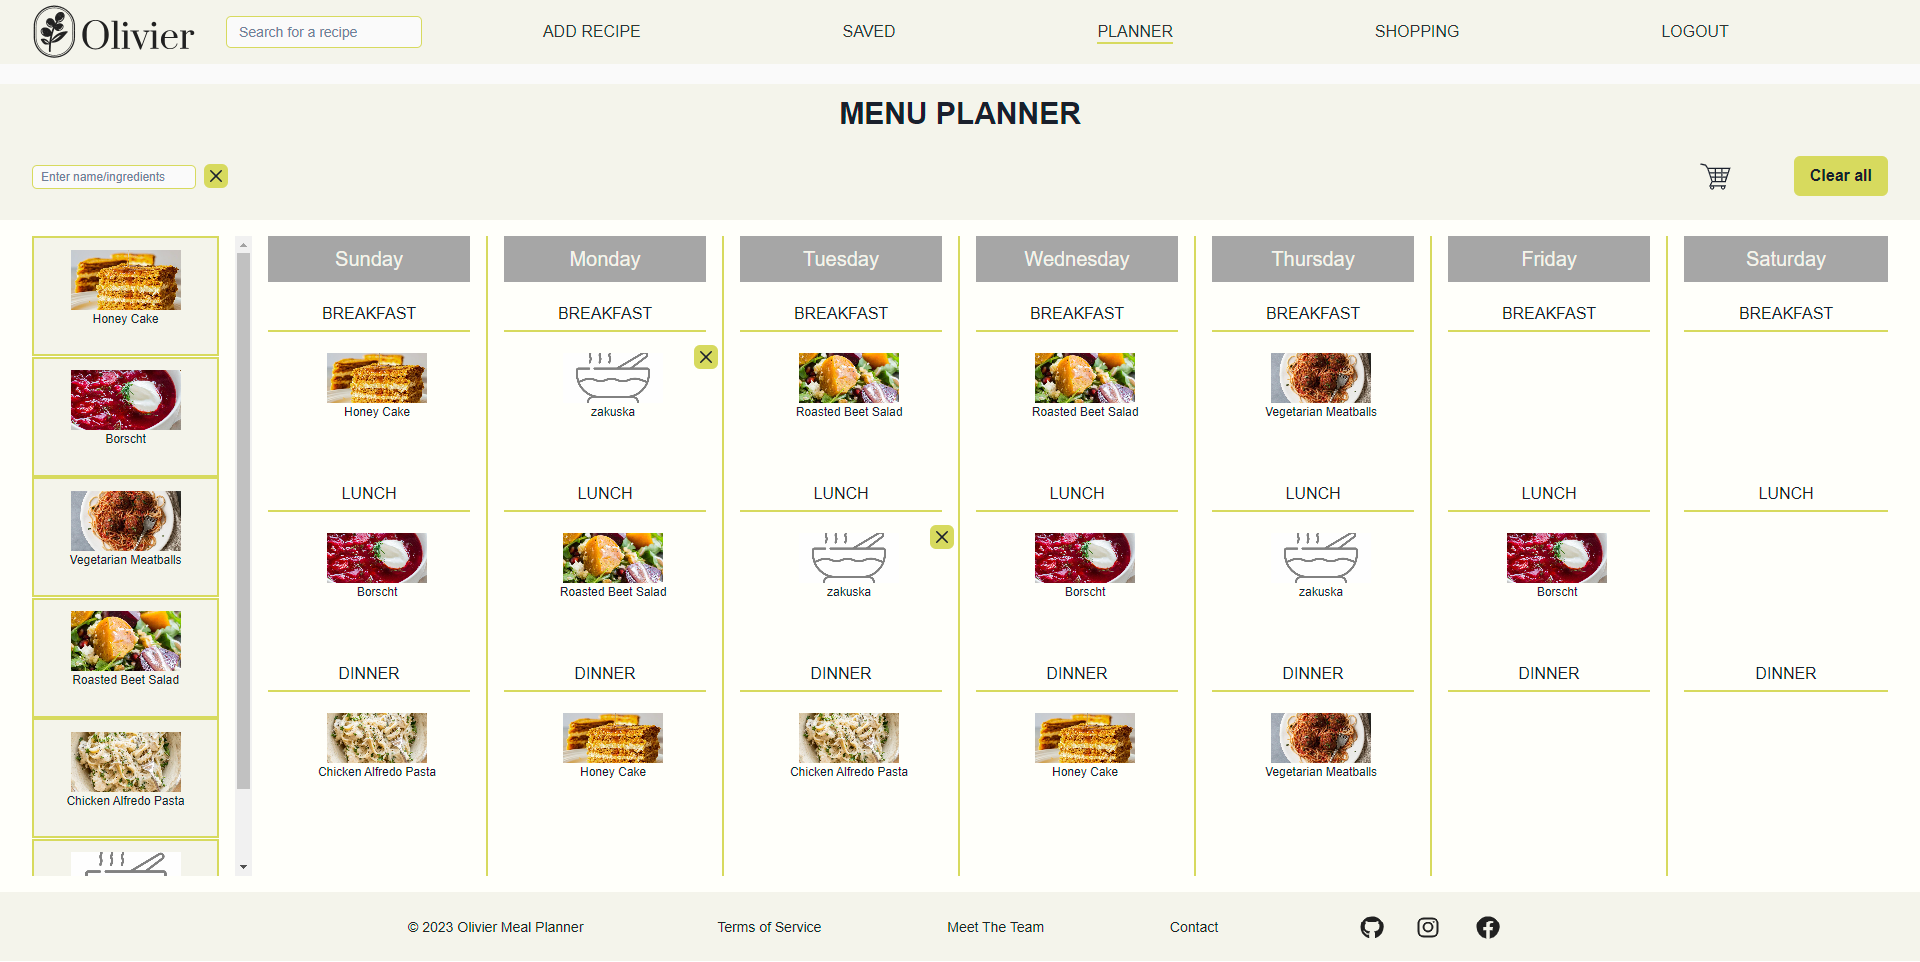 Olivier
Search for a recipe
ADD RECIPE
SAVED
PLANNER
SHOPPING
LOGOUT
MENU PLANNER
Enter name/ingredients
Clear all
Honey Cake
Borscht
Vegetarian Meatballs
Roasted Beet Salad
Chicken Alfredo Pasta
Sunday
BREAKFAST
Honey Cake
LUNCH
Borscht
DINNER
Chicken Alfredo Pasta
Monday
BREAKFAST
zakuska
LUNCH
Roasted Beet Salad
DINNER
Honey Cake
Tuesday
BREAKFAST
Roasted Beet Salad
LUNCH
zakuska
DINNER
Chicken Alfredo Pasta
Wednesday
BREAKFAST
Roasted Beet Salad
LUNCH
Borscht
DINNER
Honey Cake
Thursday
BREAKFAST
Vegetarian Meatballs
LUNCH
zakuska
DINNER
Vegetarian Meatballs
Friday
BREAKFAST
LUNCH
Borscht
DINNER
Saturday
BREAKFAST
LUNCH
DINNER
© 2023 Olivier Meal Planner
Terms of Service
Meet The Team
Contact